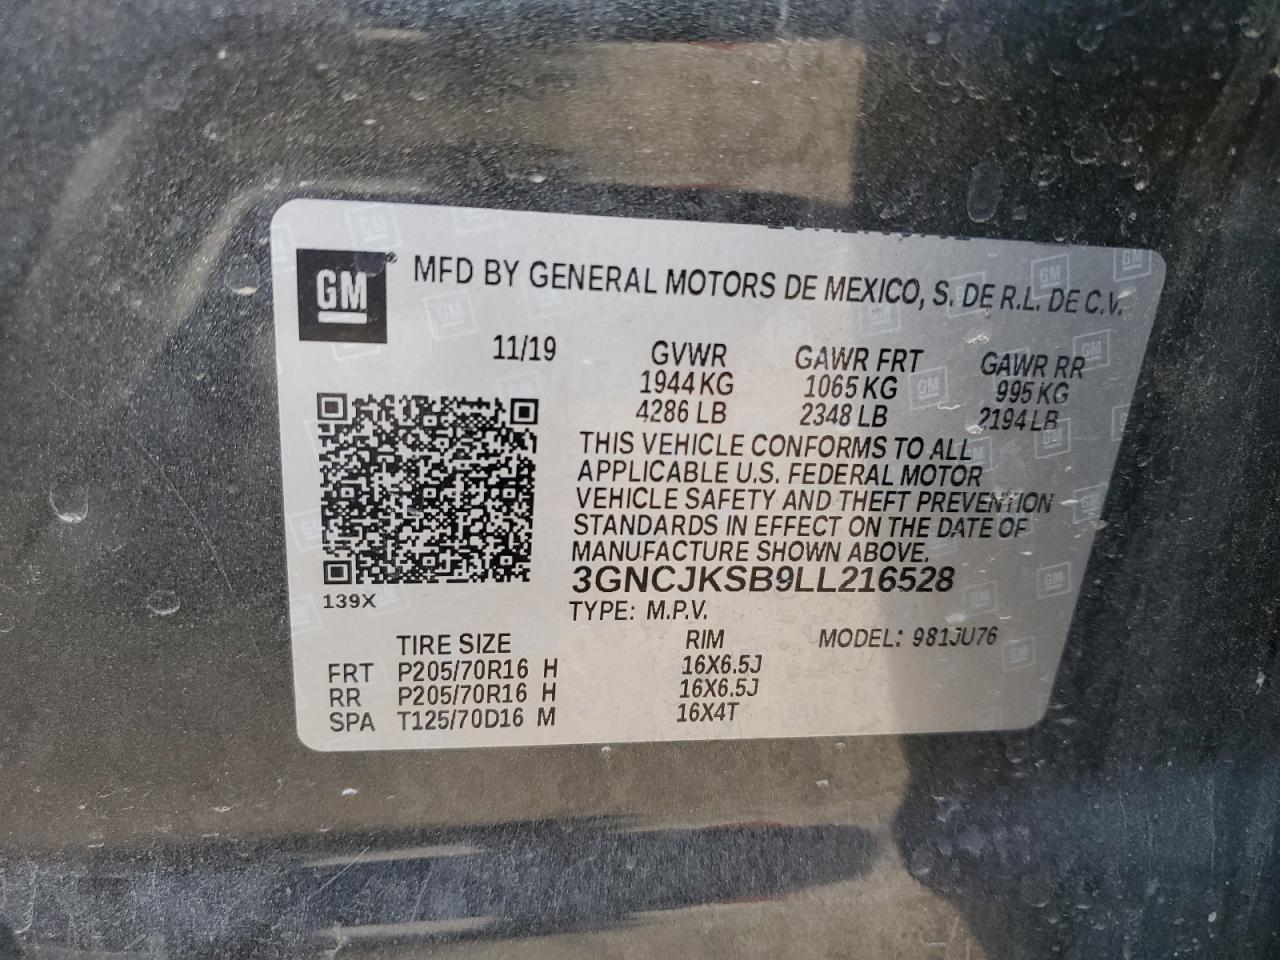 GM MFD BY GENERAL MOTORS DE MEXICO, S. DE R.L. DE C.V.
11/19 GVWR GAWR FRT GAWR RR
1944 KG 1065 KG 995 KG
4286 LB 2348 LB 2194 LB
THIS VEHICLE CONFORMS TO ALL
APPLICABLE U.S. FEDERAL MOTOR
VEHICLE SAFETY AND THEFT PREVENTION
STANDARDS IN EFFECT ON THE DATE OF
MANUFACTURE SHOWN ABOVE.
3GNCJKSB9LL216528
139X
TYPE: M.P.V.
TIRE SIZE RIM MODEL: 981JU76
FRT P205/70R16 H 16X6.5J
RR P205/70R16 H 16X6.5J
SPA T125/70D16 M 16X4T